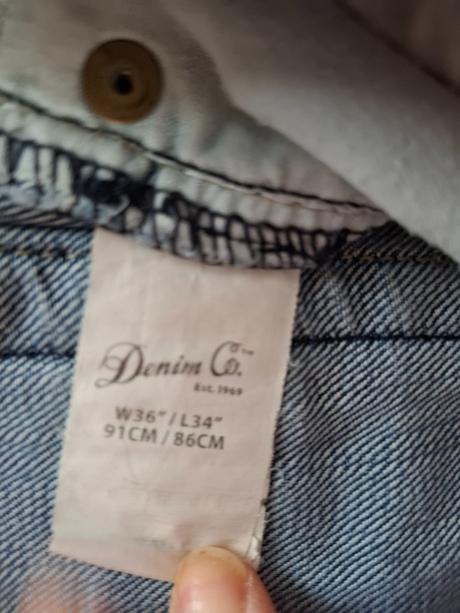 Denim Co.™
Est. 1969
W36" / L34"
91CM / 86CM